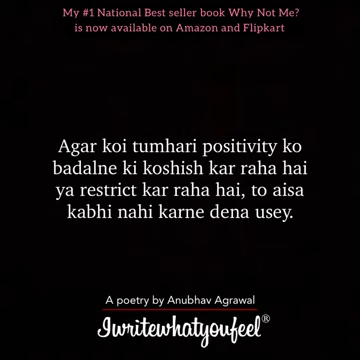 My #1 National Best seller book Why Not Me?
is now available on Amazon and Flipkart
Agar koi tumhari positivity ko
badalne ki koshish kar raha hai
ya restrict kar raha hai, to aisa
kabhi nahi karne dena usey.
A poetry by Anubhav Agrawal
Iwritewhatyoufeel®